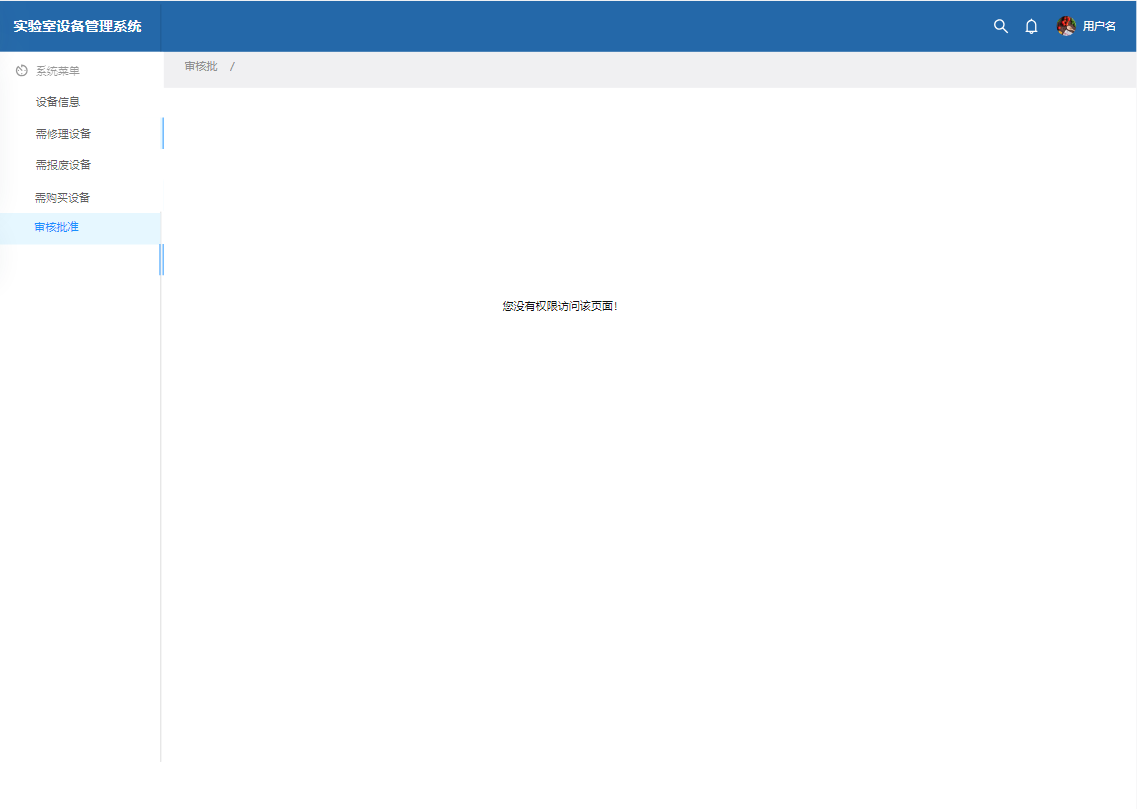 实验室设备管理系统
用户名
系统菜单
审核批 /
设备信息
需修理设备
需报废设备
需购买设备
审核批准
您没有权限访问该页面!